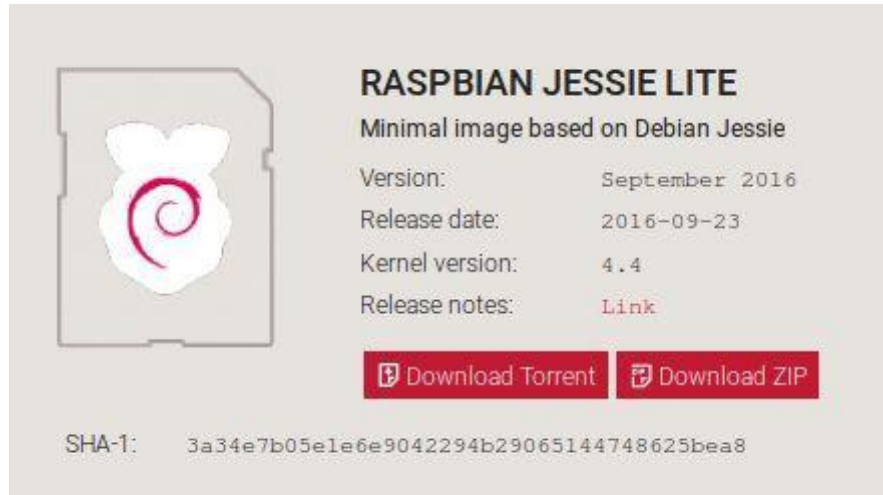 RASPBIAN JESSIE LITE
Minimal image based on Debian Jessie
Version: September 2016
Release date: 2016-09-23
Kernel version: 4.4
Release notes: Link
Download Torrent Download ZIP
SHA-1: 3a34e7b05e1e6e9042294b29065144748625bea8